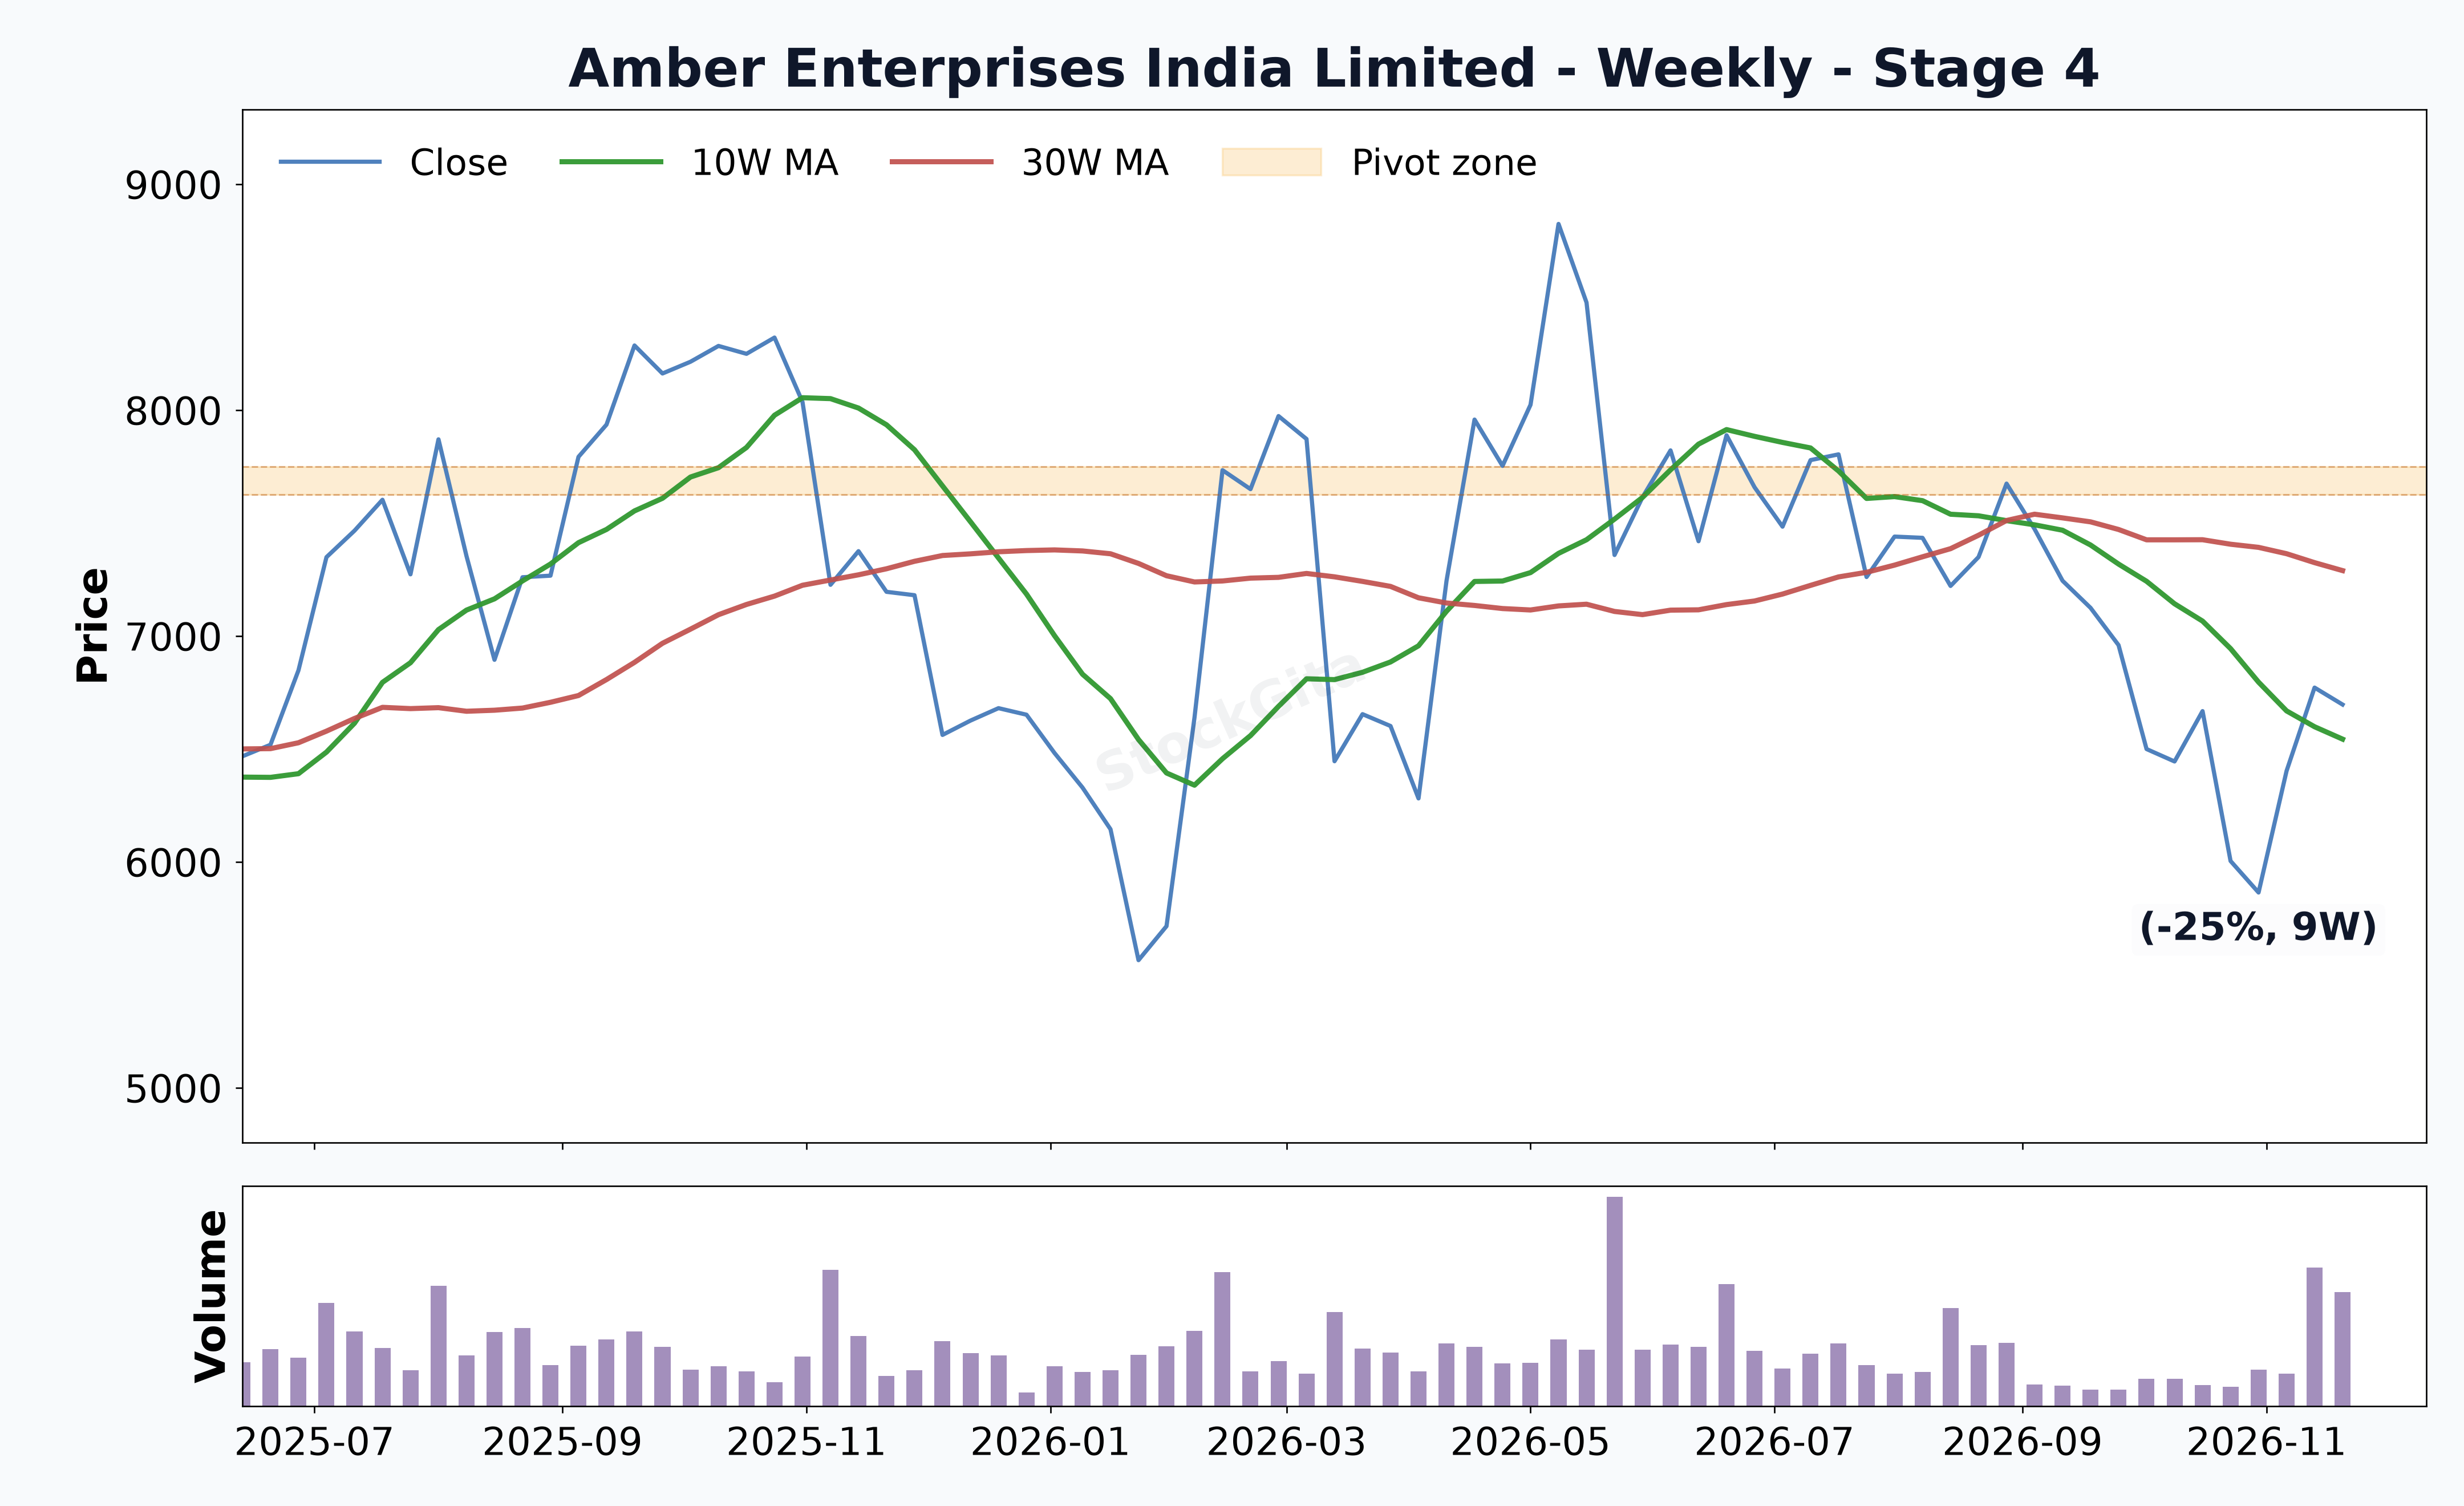 Amber Enterprises India Limited - Weekly - Stage 4
Close 10W MA 30W MA Pivot zone
9000
8000
7000
6000
5000
Price
StockGita
(-25%, 9W)
Volume
2025-07 2025-09 2025-11 2026-01 2026-03 2026-05 2026-07 2026-09 2026-11